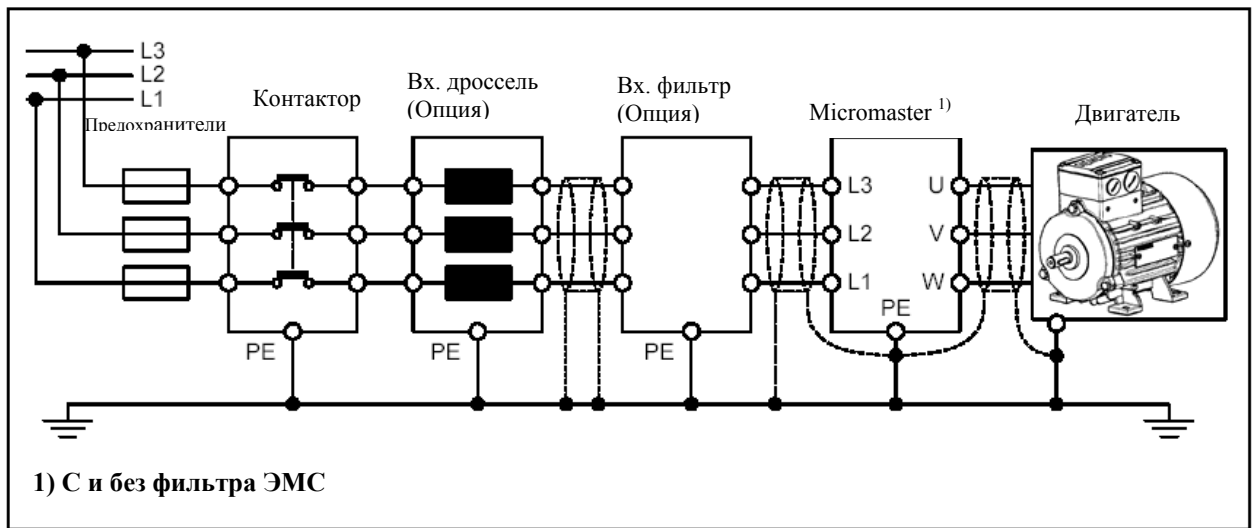 L3
L2
L1
Предохранители
Контактор
Вх. дроссель
(Опция)
Вх. фильтр
(Опция)
Micromaster 1)
Двигатель
L3
U
L2
V
L1
W
PE
PE
PE
PE
1) С и без фильтра ЭМС